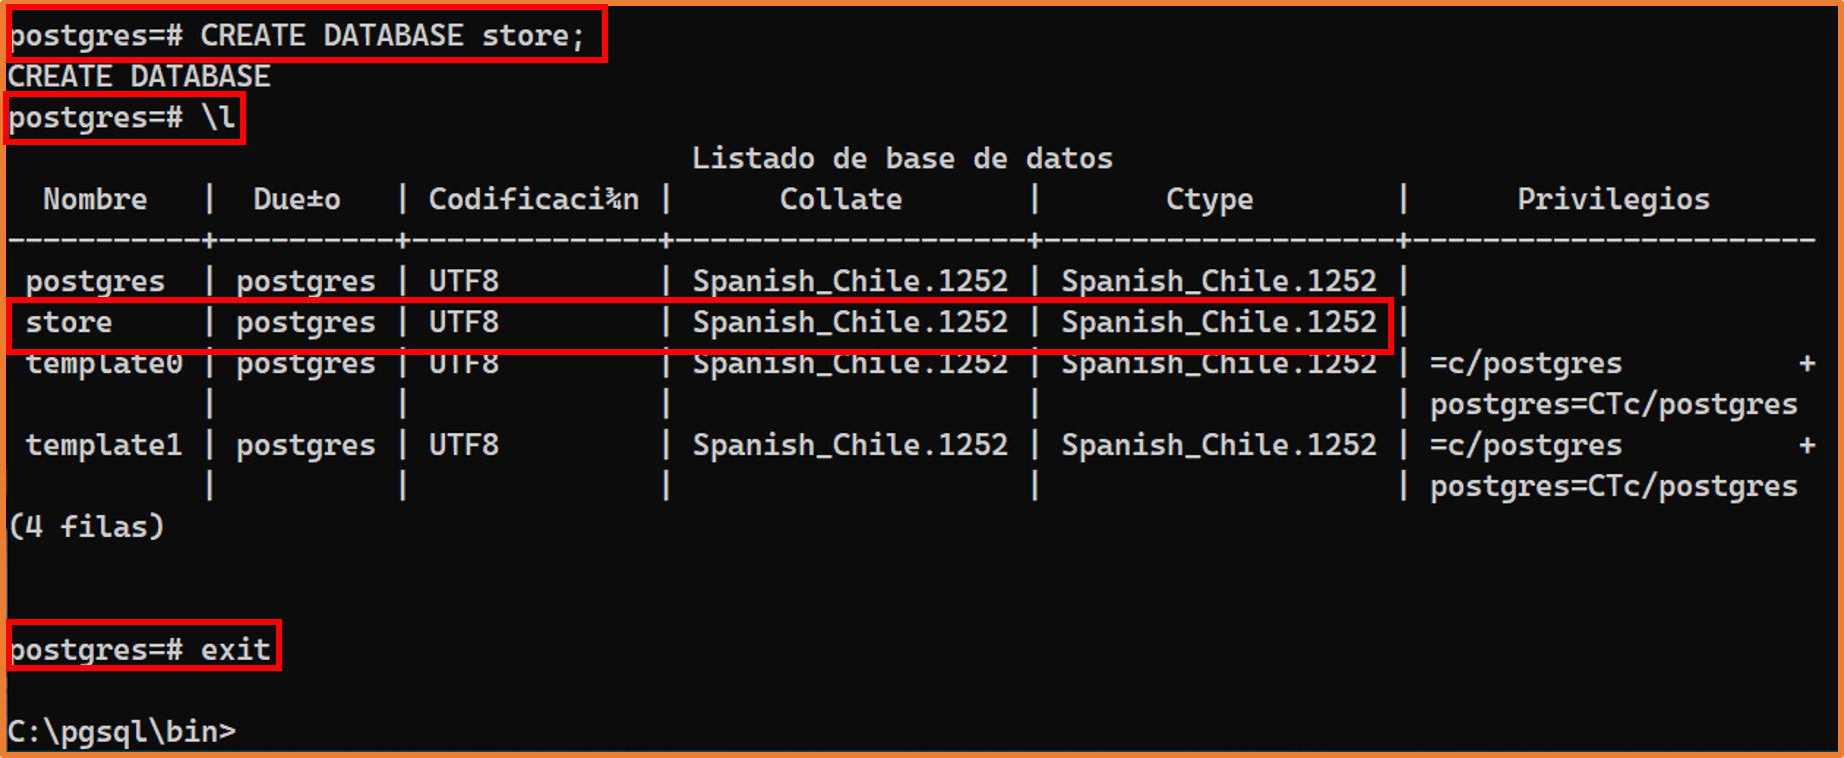 postgres=# CREATE DATABASE store;
CREATE DATABASE
postgres=# \l
                                       Listado de base de datos
  Nombre   |  Due±o   | Codificaci¾n |      Collate       |       Ctype        |      Privilegios
-----------+----------+--------------+--------------------+--------------------+-----------------------
 postgres  | postgres | UTF8         | Spanish_Chile.1252 | Spanish_Chile.1252 |
 store     | postgres | UTF8         | Spanish_Chile.1252 | Spanish_Chile.1252 |
 template0 | postgres | UTF8         | Spanish_Chile.1252 | Spanish_Chile.1252 | =c/postgres          +
           |          |              |                    |                    | postgres=CTc/postgres
 template1 | postgres | UTF8         | Spanish_Chile.1252 | Spanish_Chile.1252 | =c/postgres          +
           |          |              |                    |                    | postgres=CTc/postgres
(4 filas)
postgres=# exit
C:\pgsql\bin>